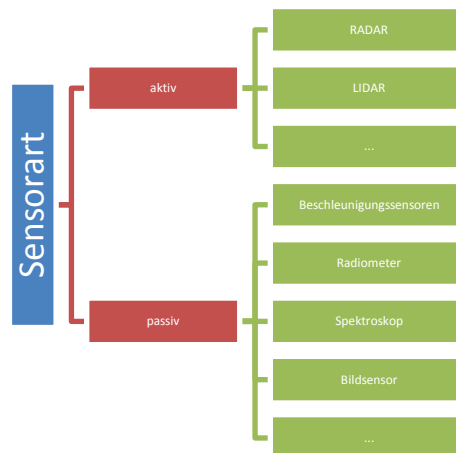 Sensorart
aktiv
RADAR
LIDAR
...
passiv
Beschleunigungssensoren
Radiometer
Spektroskop
Bildsensor
...